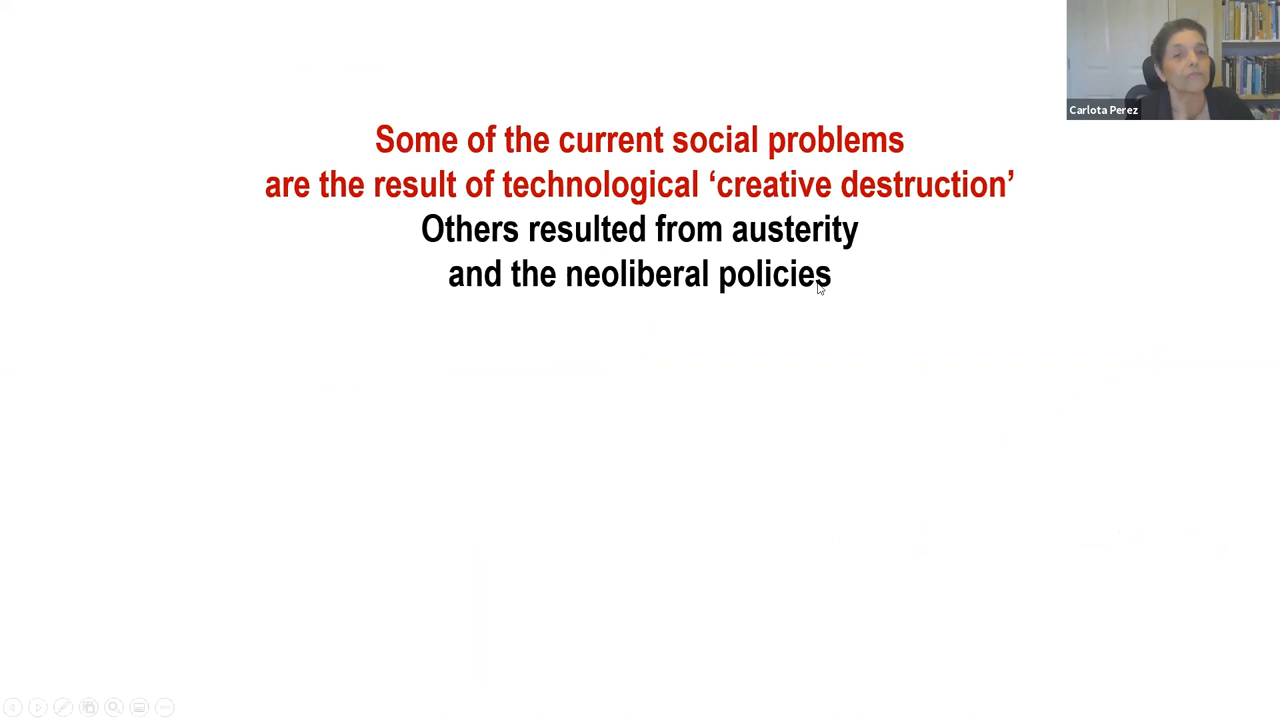 Carlota Perez
Some of the current social problems
are the result of technological ‘creative destruction’
Others resulted from austerity
and the neoliberal policies